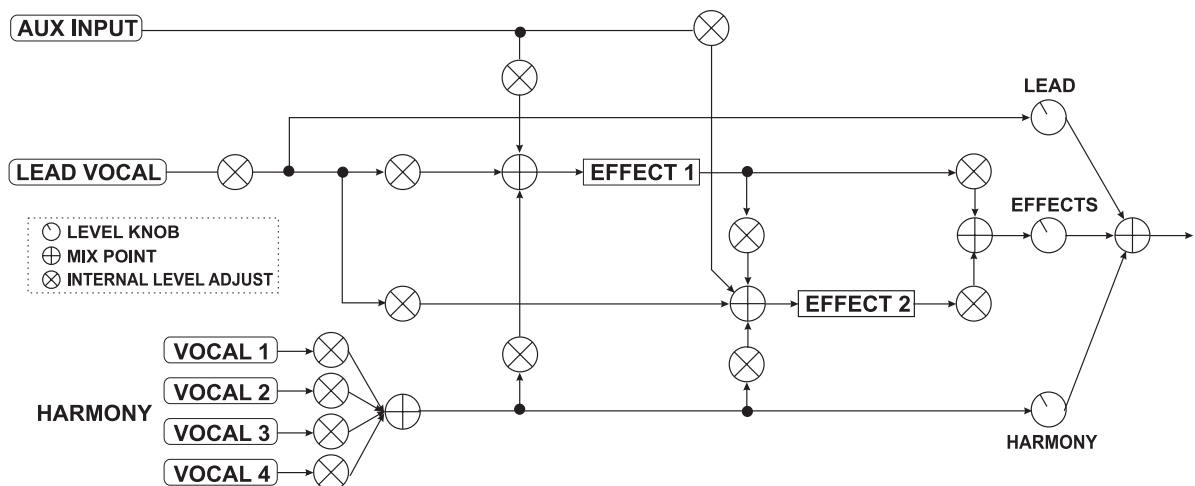 AUX INPUT
LEAD
LEAD VOCAL
EFFECT 1
EFFECTS
LEVEL KNOB
MIX POINT
INTERNAL LEVEL ADJUST
EFFECT 2
VOCAL 1
VOCAL 2
HARMONY
VOCAL 3
HARMONY
VOCAL 4